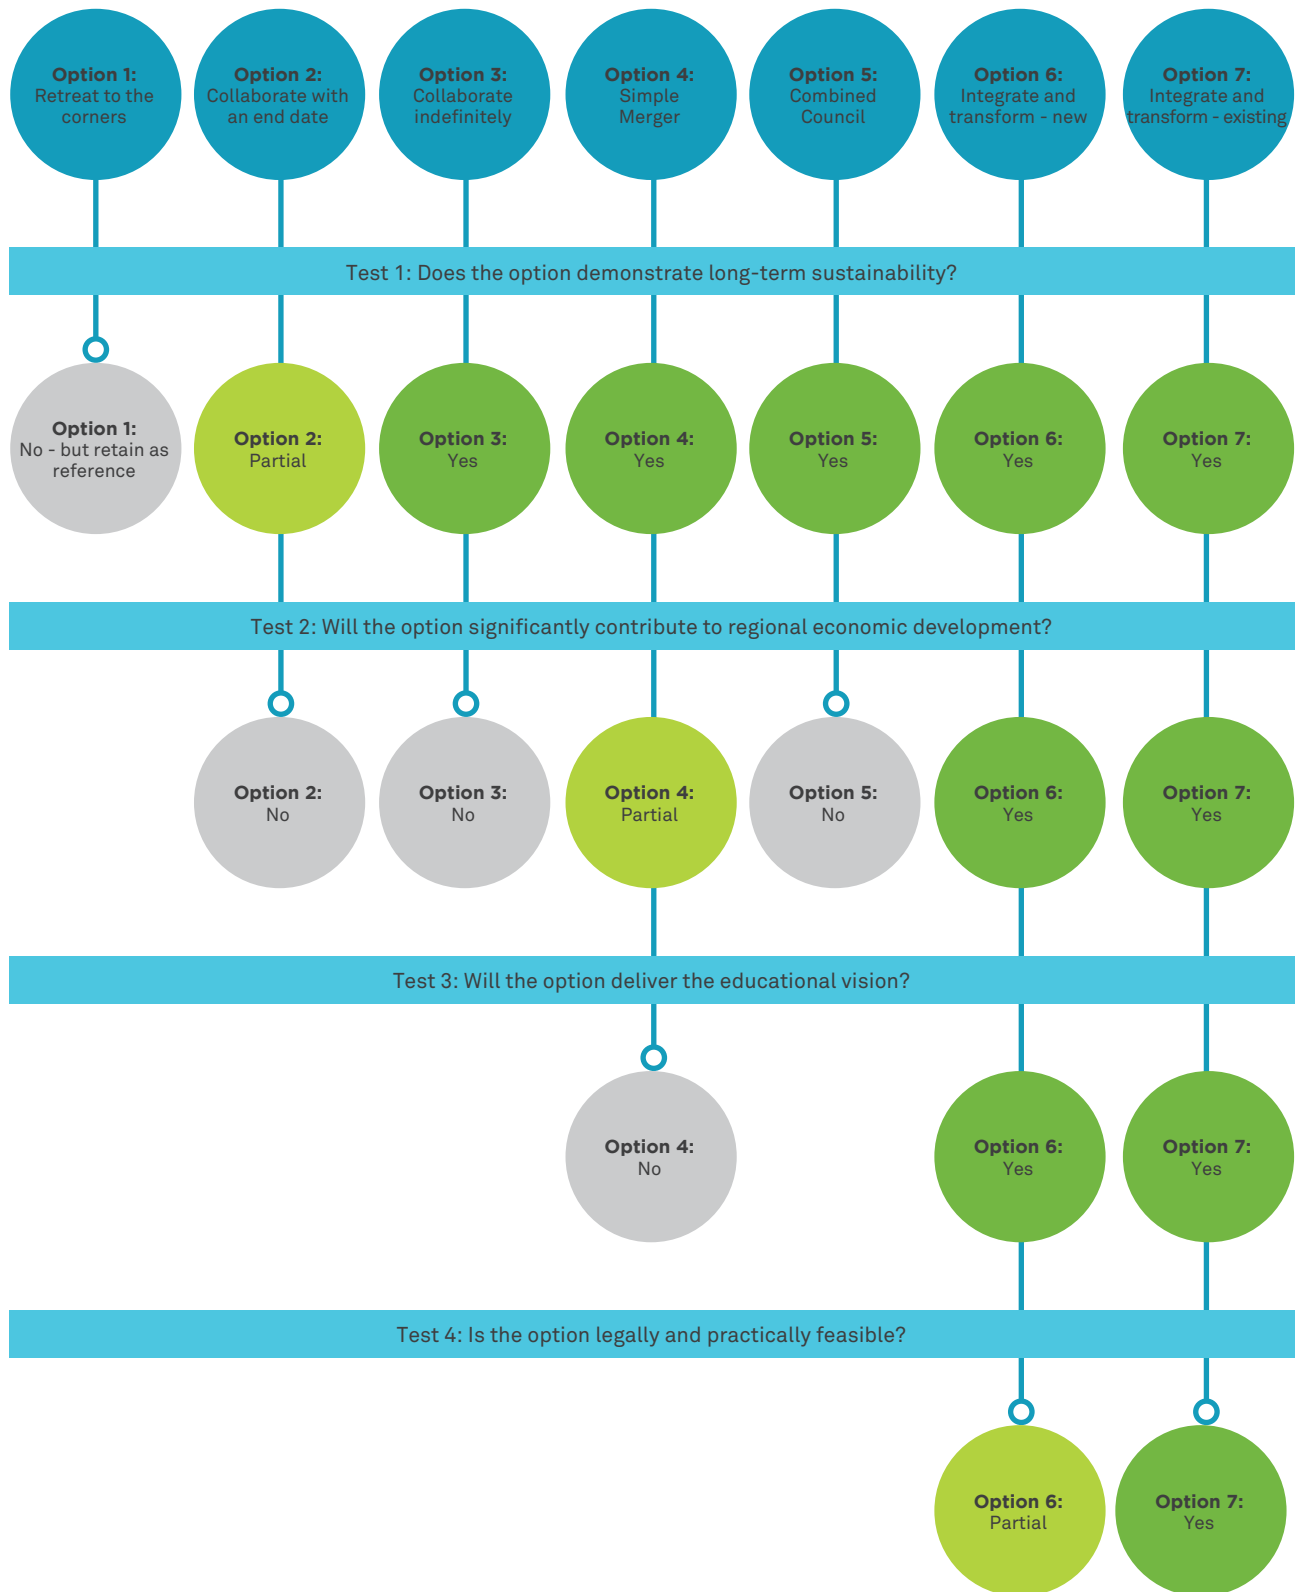 Option 1:
Retreat to the
corners
Option 2:
Collaborate with
an end date
Option 3:
Collaborate
indefinitely
Option 4:
Simple
Merger
Option 5:
Combined
Council
Option 6:
Integrate and
transform - new
Option 7:
Integrate and
transform - existing
Test 1: Does the option demonstrate long-term sustainability?
Option 1:
No - but retain as
reference
Option 2:
Partial
Option 3:
Yes
Option 4:
Yes
Option 5:
Yes
Option 6:
Yes
Option 7:
Yes
Test 2: Will the option significantly contribute to regional economic development?
Option 2:
No
Option 3:
No
Option 4:
Partial
Option 5:
No
Option 6:
Yes
Option 7:
Yes
Test 3: Will the option deliver the educational vision?
Option 4:
No
Option 6:
Yes
Option 7:
Yes
Test 4: Is the option legally and practically feasible?
Option 6:
Partial
Option 7:
Yes